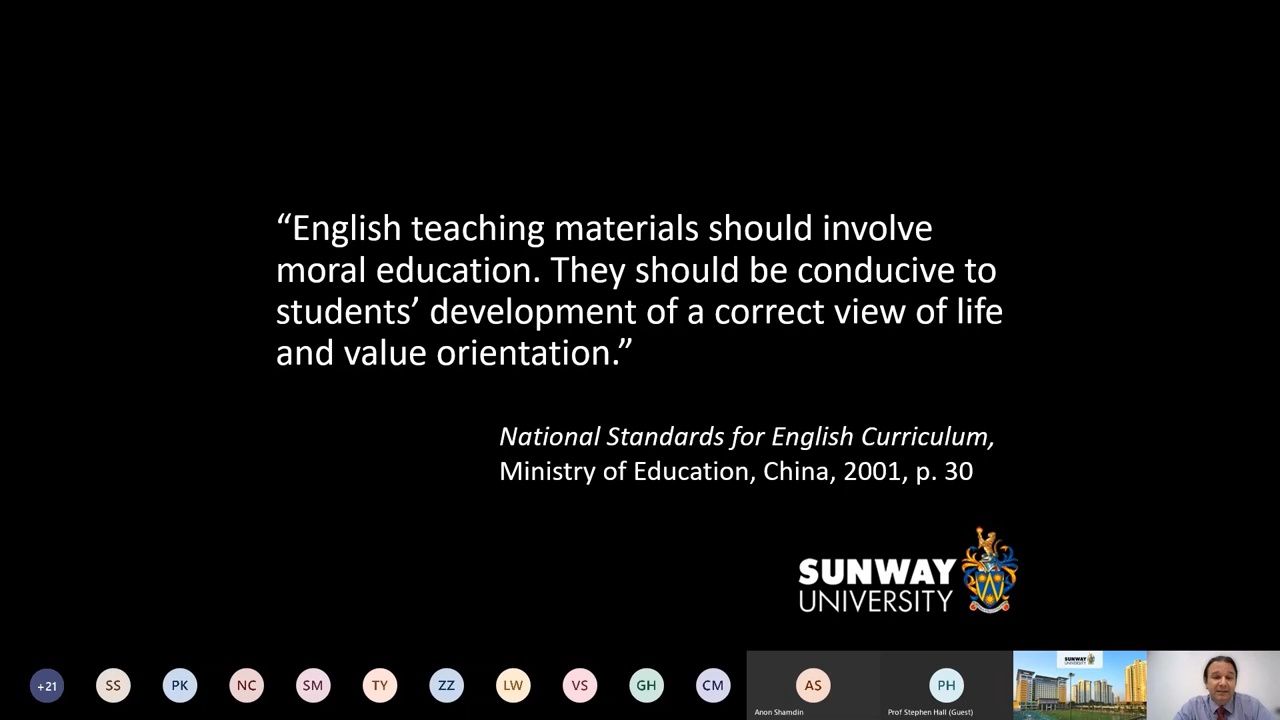 “English teaching materials should involve
moral education. They should be conducive to
students’ development of a correct view of life
and value orientation.”
National Standards for English Curriculum,
Ministry of Education, China, 2001, p. 30
SUNWAY
UNIVERSITY
+21
SS
PK
NC
SM
TY
ZZ
LW
VS
GH
CM
AS
Anon Shamdin
PH
Prof Stephen Hall (Guest)
SUNWAY
UNIVERSITY